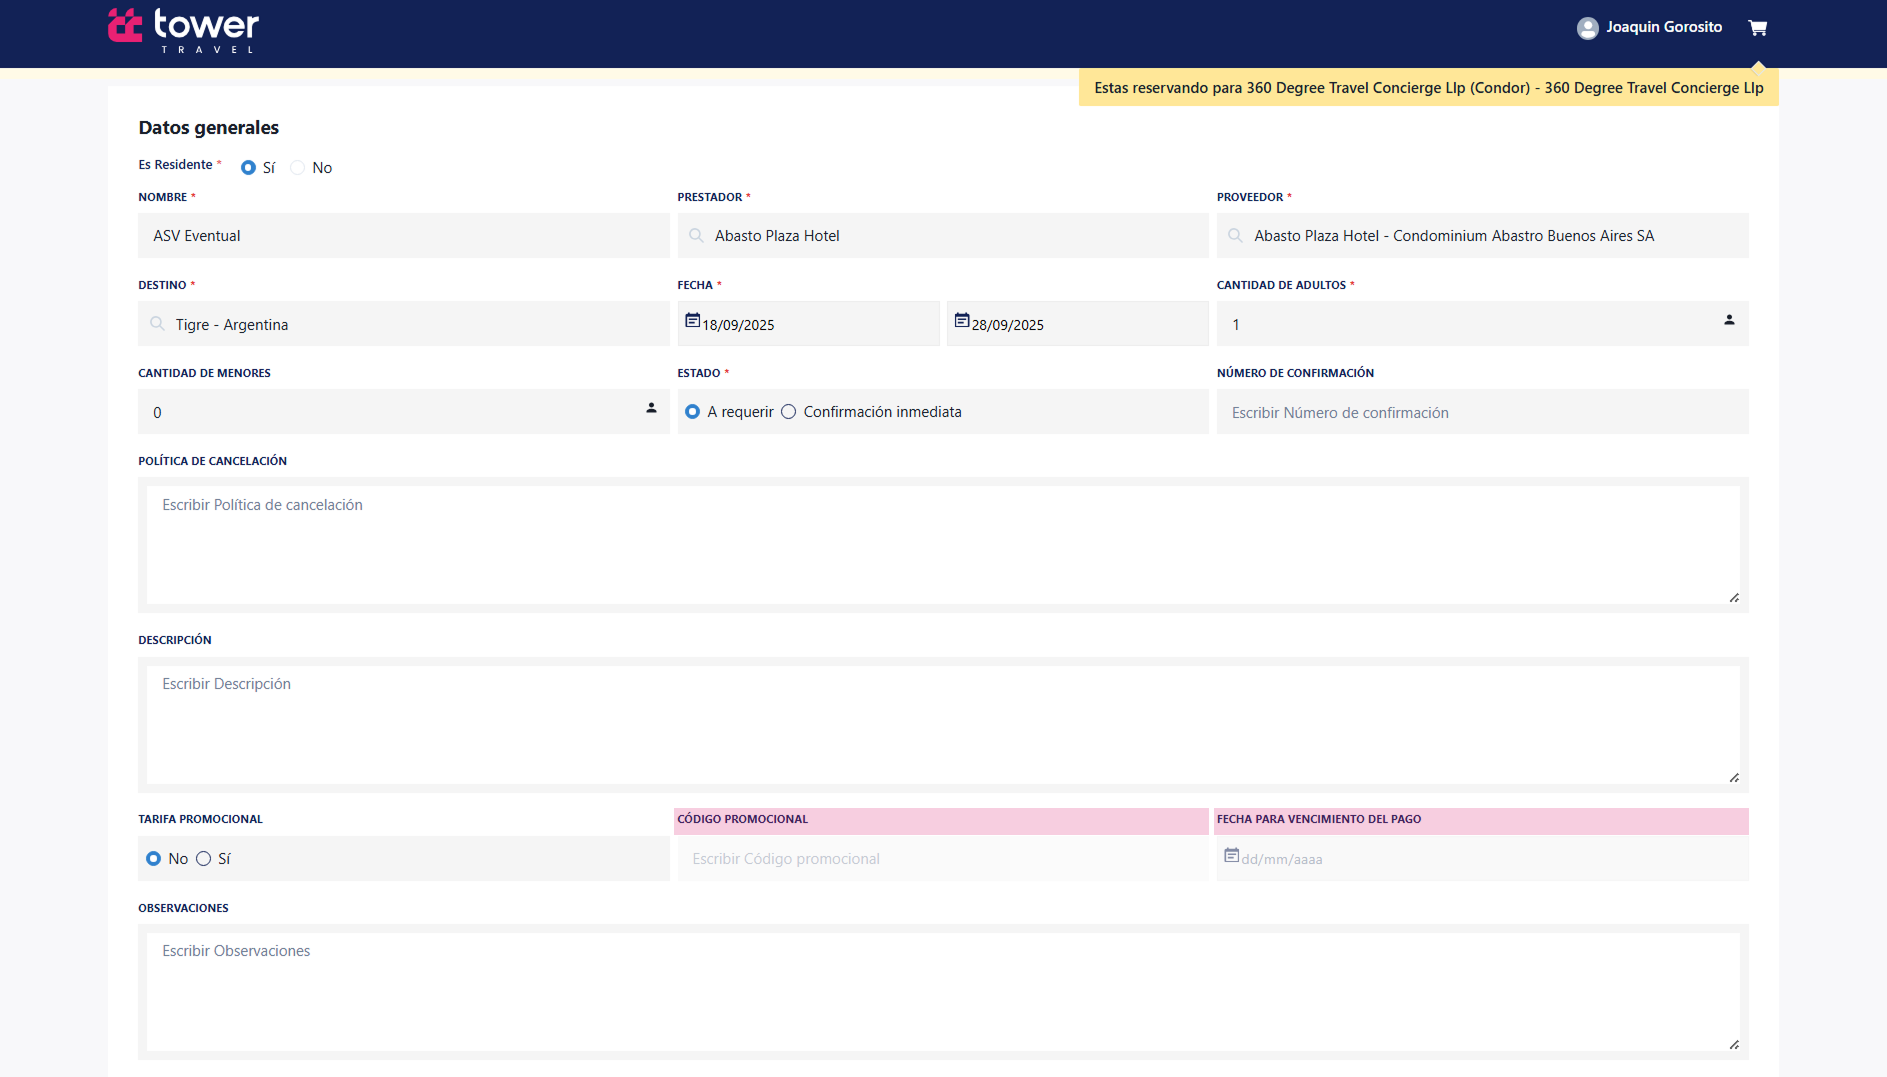 tower
TRAVEL
Joaquin Gorosito
Estas reservando para 360 Degree Travel Concierge Llp (Condor) - 360 Degree Travel Concierge Llp
Datos generales
Es Residente * Sí No
NOMBRE * PRESTADOR * PROVEEDOR *
ASV Eventual Abasto Plaza Hotel Abasto Plaza Hotel - Condominium Abastro Buenos Aires SA
DESTINO * FECHA * CANTIDAD DE ADULTOS *
Tigre - Argentina 18/09/2025 28/09/2025 1
CANTIDAD DE MENORES ESTADO * NÚMERO DE CONFIRMACIÓN
0 A requerir Confirmación inmediata Escribir Número de confirmación
POLÍTICA DE CANCELACIÓN
Escribir Política de cancelación
DESCRIPCIÓN
Escribir Descripción
TARIFA PROMOCIONAL CÓDIGO PROMOCIONAL FECHA PARA VENCIMIENTO DEL PAGO
No Sí Escribir Código promocional dd/mm/aaaa
OBSERVACIONES
Escribir Observaciones